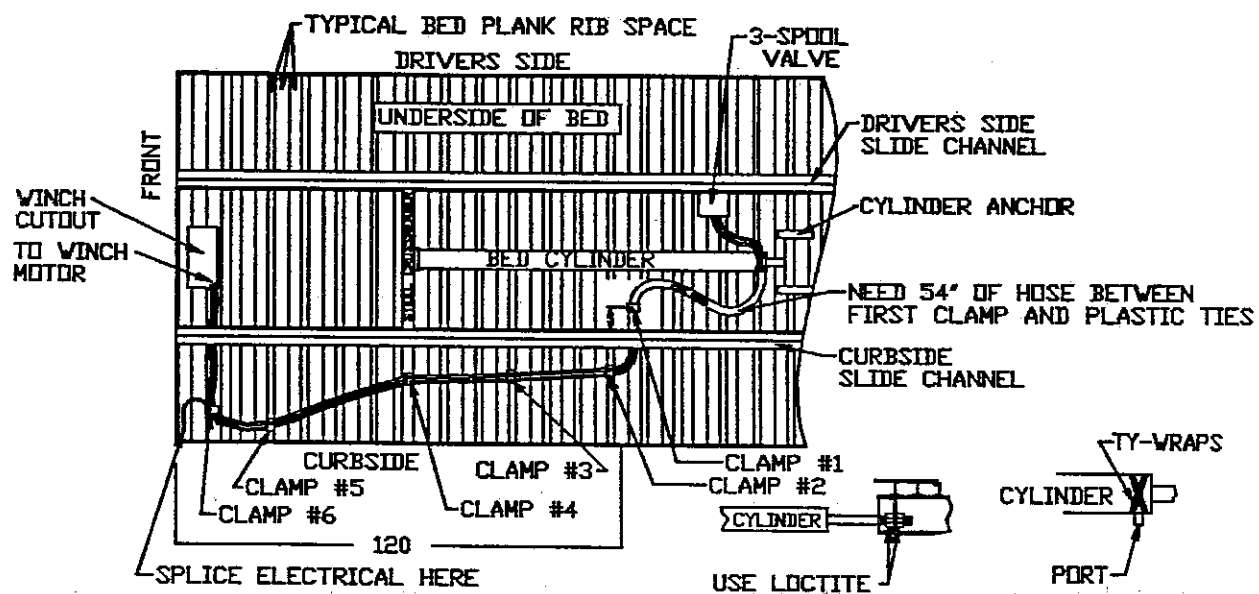 TYPICAL BED PLANK RIB SPACE
DRIVERS SIDE
3-SPOOL
VALVE
UNDERSIDE OF BED
DRIVERS SIDE
SLIDE CHANNEL
FRONT
WINCH
CUTOUT
TO WINCH
MOTOR
CYLINDER ANCHOR
STEEL CROSSMEMBER
BED CYLINDER
NEED 54" OF HOSE BETWEEN
FIRST CLAMP AND PLASTIC TIES
CURBSIDE
SLIDE CHANNEL
CURBSIDE
CLAMP #1
CLAMP #2
CLAMP #3
CLAMP #4
CLAMP #5
CLAMP #6
120
SPLICE ELECTRICAL HERE
CYLINDER
USE LOCTITE
TY-WRAPS
CYLINDER
PORT